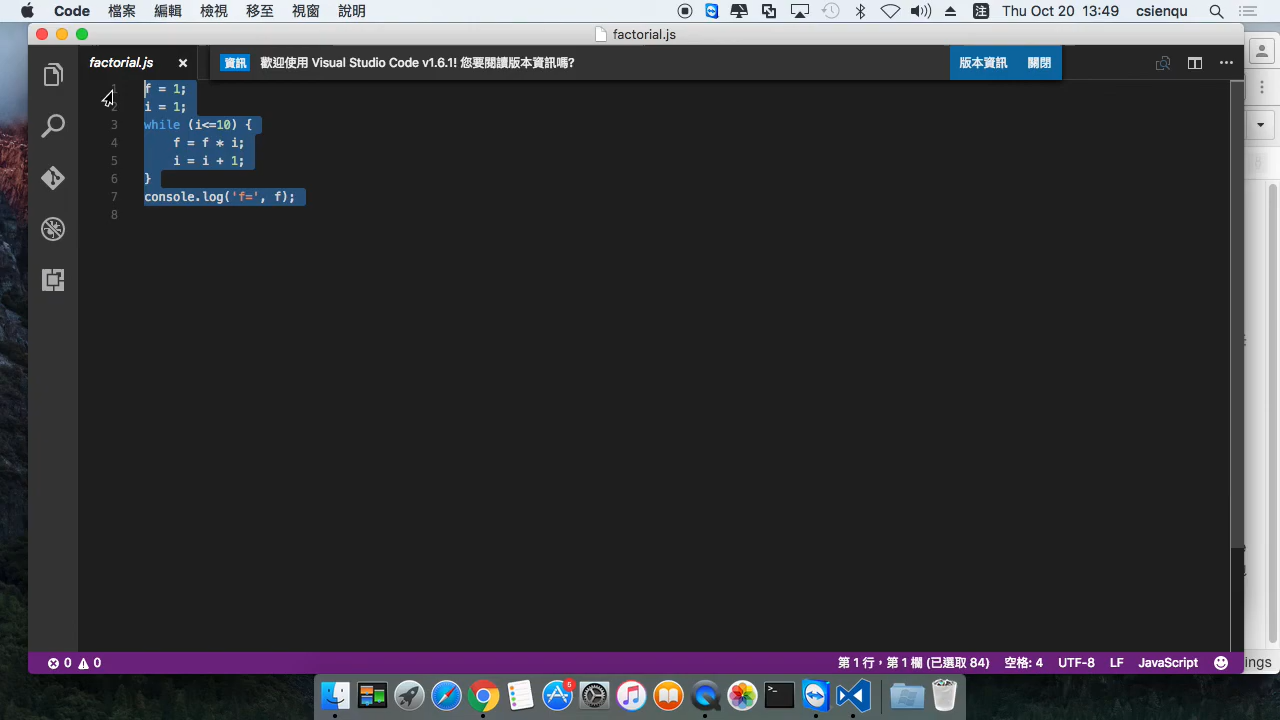 Code 檔案 編輯 檢視 移至 視窗 說明 注 Thu Oct 20 13:49 csienqu
factorial.js
factorial.js 資訊 歡迎使用 Visual Studio Code v1.6.1! 您要閱讀版本資訊嗎? 版本資訊 關閉
1 f = 1;
2 i = 1;
3 while (i<=10) {
4 f = f * i;
5 i = i + 1;
6 }
7 console.log('f=', f);
8
0 0 第 1 行，第 1 欄 (已選取 84) 空格: 4 UTF-8 LF JavaScript ings
6